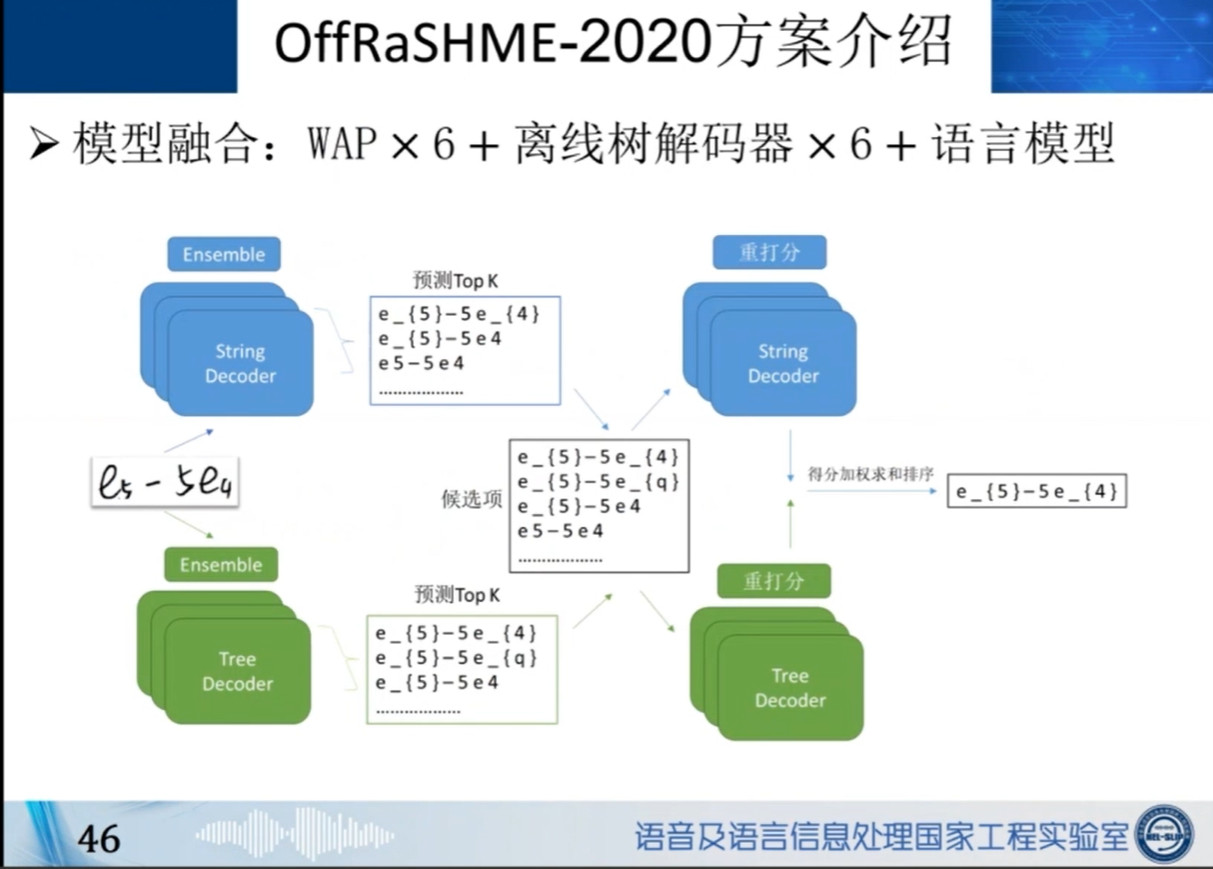 OffRaSHME-2020方案介绍
➢ 模型融合：WAP × 6 + 离线树解码器 × 6 + 语言模型
Ensemble
String
Decoder
预测Top K
e_{5}-5e_{4}
e_{5}-5e4
e5-5e4
..................
重打分
String
Decoder
e₅ - 5e₄
候选项
e_{5}-5e_{4}
e_{5}-5e_{q}
e_{5}-5e4
e5-5e4
..................
得分加权求和排序
e_{5}-5e_{4}
Ensemble
Tree
Decoder
预测Top K
e_{5}-5e_{4}
e_{5}-5e_{q}
e_{5}-5e4
..................
重打分
Tree
Decoder
46
语音及语言信息处理国家工程实验室
NEL-SLIP